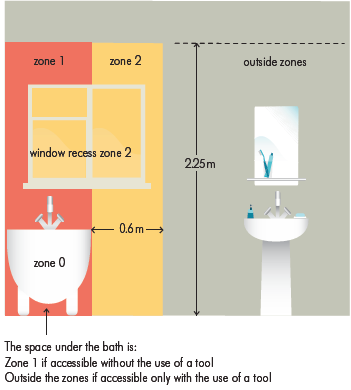 zone 1
zone 2
outside zones
window recess zone 2
2.25m
0.6m
zone 0
The space under the bath is:
Zone 1 if accessible without the use of a tool
Outside the zones if accessible only with the use of a tool